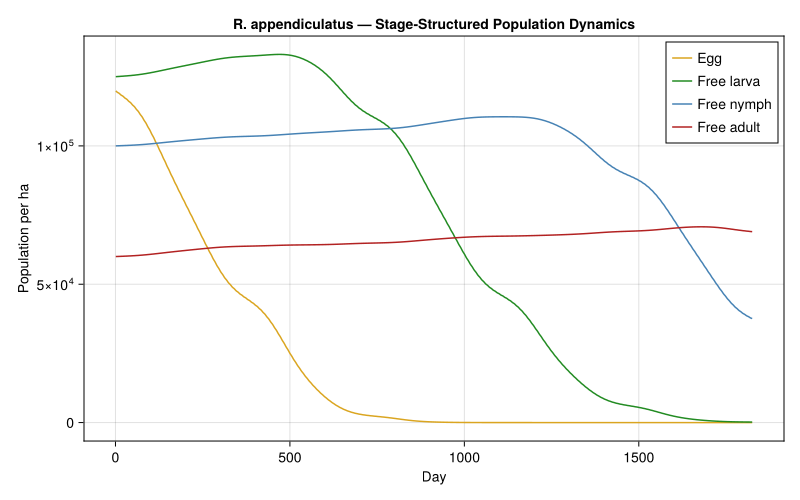 R. appendiculatus — Stage-Structured Population Dynamics
Egg
Free larva
Free nymph
Free adult
Population per ha
1×10⁵
5×10⁴
0
0 500 1000 1500
Day